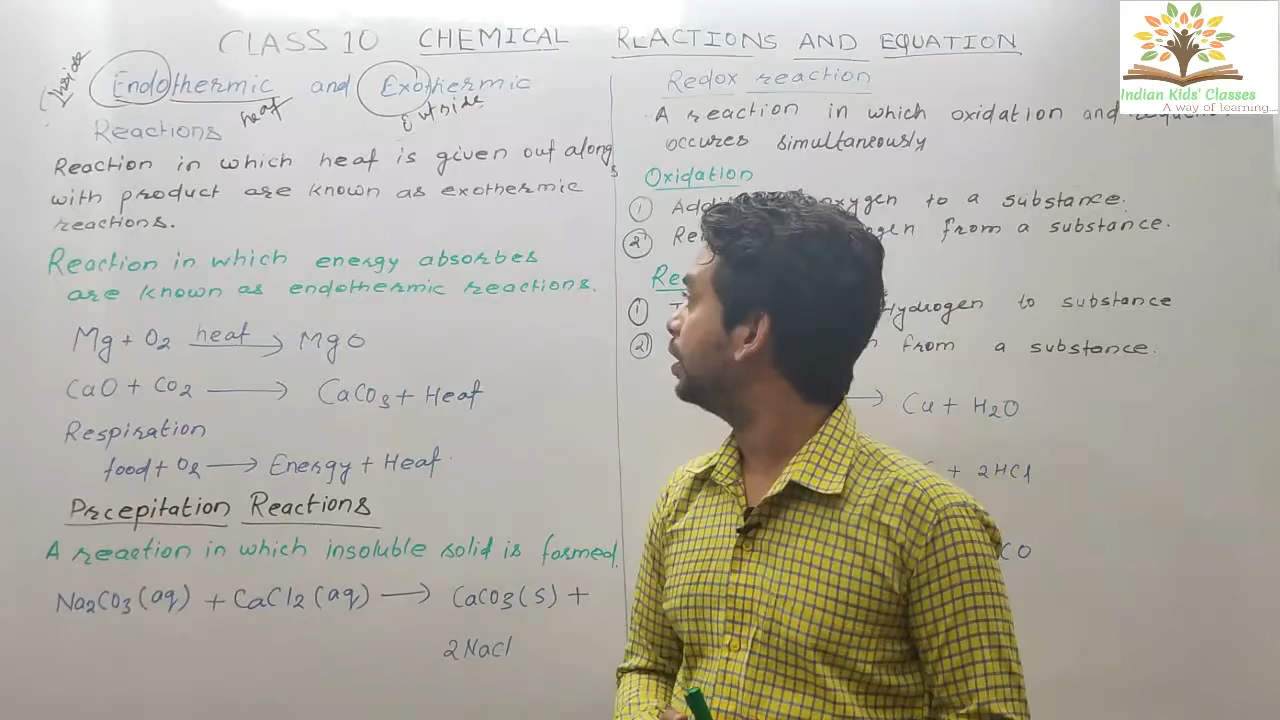 CLASS 10 CHEMICAL REACTIONS AND EQUATION
Inside
Endothermic and Exothermic
heat outside
Reactions
Reaction in which heat is given out along
with products are known as exothermic
reactions.
Reaction in which energy absorbes
are known as endothermic reactions.
Mg + O2 heat → MgO
CaO + CO2 → CaCO3 + Heat
Respiration
food + O2 → Energy + Heat
Prcepitation Reactions
A reaction in which insoluble solid is formed.
Na2CO3 (aq) + CaCl2 (aq) → CaCO3 (s) +
2NaCl
Redox reaction
A reaction in which oxidation and
occures simultaneously
Oxidation
① oxygen to a substance.
② from a substance.
① Hydrogen to substance
② from a substance.
→ Cu + H2O
+ 2HCl
CO
Indian Kids' Classes
A way of learning....